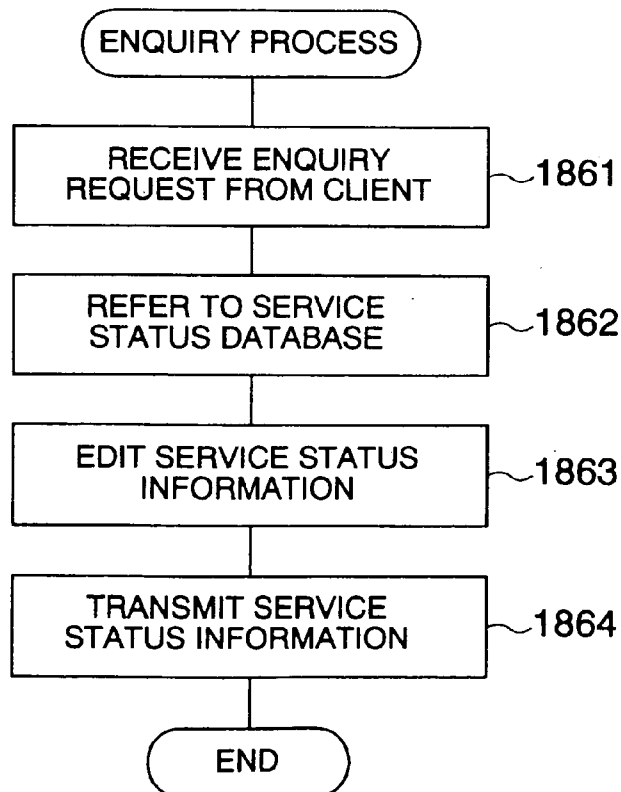 ENQUIRY PROCESS
RECEIVE ENQUIRY
REQUEST FROM CLIENT
1861
REFER TO SERVICE
STATUS DATABASE
1862
EDIT SERVICE STATUS
INFORMATION
1863
TRANSMIT SERVICE
STATUS INFORMATION
1864
END